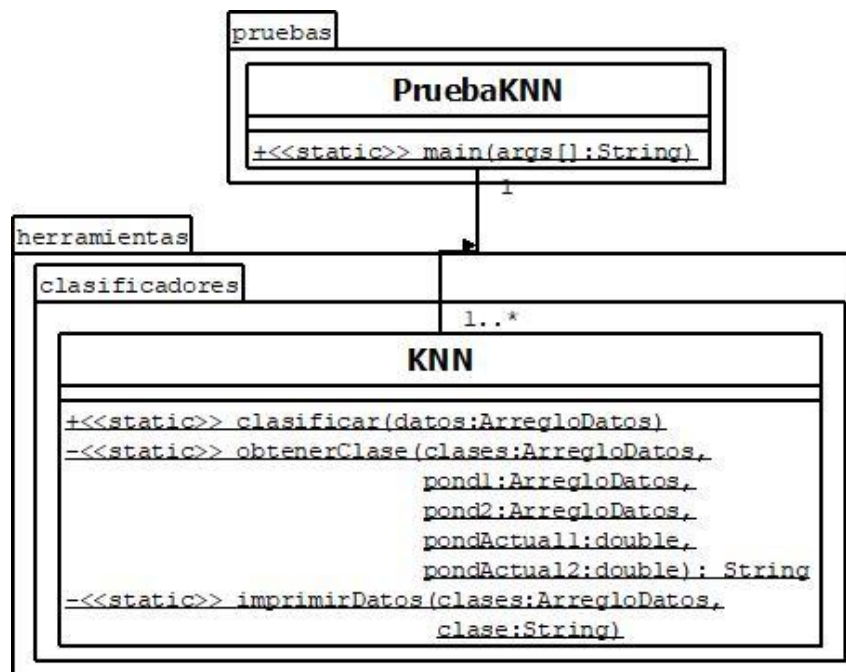 pruebas
PruebaKNN
+<<static>> main(args[]:String)
1
herramientas
clasificadores
1..*
KNN
+<<static>> clasificar(datos:ArregloDatos)
-<<static>> obtenerClase(clases:ArregloDatos,
pond1:ArregloDatos,
pond2:ArregloDatos,
pondActual1:double,
pondActual2:double): String
-<<static>> imprimirDatos(clases:ArregloDatos,
clase:String)